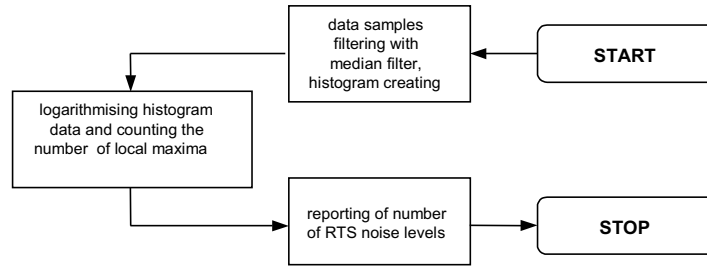 START
data samples
filtering with
median filter,
histogram creating
logarithmising histogram
data and counting the
number of local maxima
reporting of number
of RTS noise levels
STOP